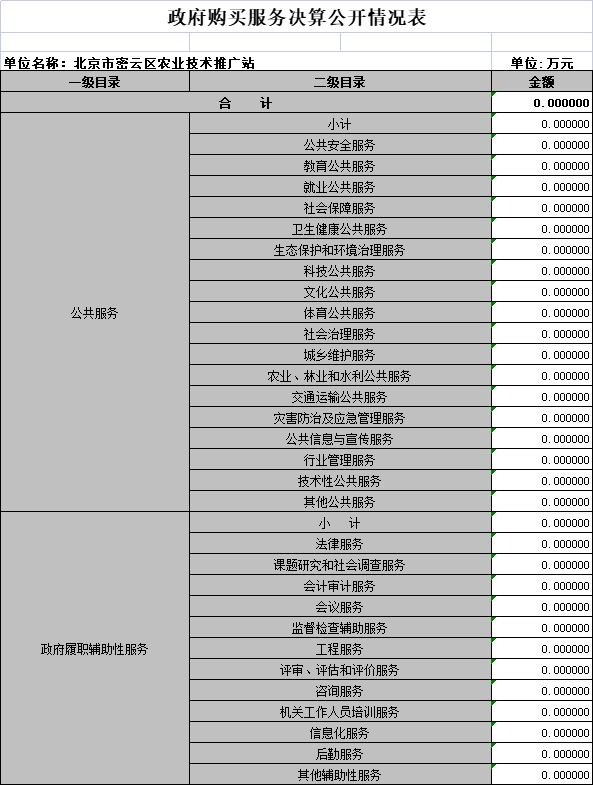 政府购买服务决算公开情况表
单位名称：北京市密云区农业技术推广站 单位：万元
一级目录 二级目录 金额
合 计 0.000000
小计 0.000000
公共安全服务 0.000000
教育公共服务 0.000000
就业公共服务 0.000000
社会保障服务 0.000000
卫生健康公共服务 0.000000
生态保护和环境治理服务 0.000000
科技公共服务 0.000000
文化公共服务 0.000000
公共服务 体育公共服务 0.000000
社会治理服务 0.000000
城乡维护服务 0.000000
农业、林业和水利公共服务 0.000000
交通运输公共服务 0.000000
灾害防治及应急管理服务 0.000000
公共信息与宣传服务 0.000000
行业管理服务 0.000000
技术性公共服务 0.000000
其他公共服务 0.000000
小 计 0.000000
法律服务 0.000000
课题研究和社会调查服务 0.000000
会计审计服务 0.000000
会议服务 0.000000
监督检查辅助服务 0.000000
政府履职辅助性服务 工程服务 0.000000
评审、评估和评价服务 0.000000
咨询服务 0.000000
机关工作人员培训服务 0.000000
信息化服务 0.000000
后勤服务 0.000000
其他辅助性服务 0.000000